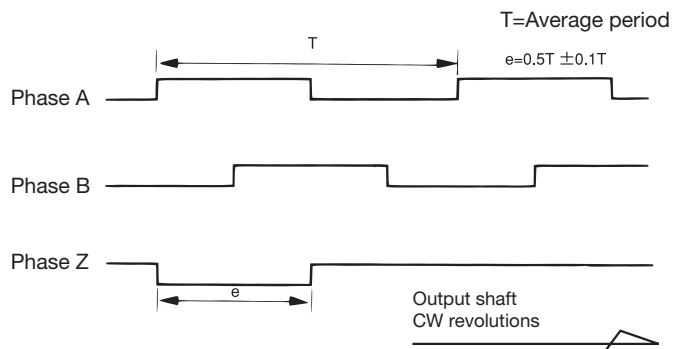 T=Average period
T
e=0.5T ±0.1T
Phase A
Phase B
Phase Z
e
Output shaft
CW revolutions